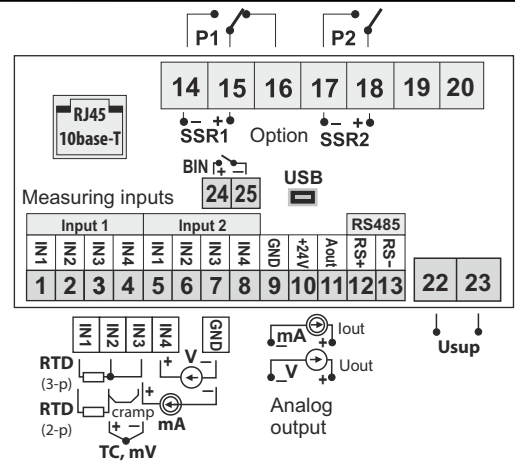 P1 P2
14 15 16 17 18 19 20
– + – +
SSR1 Option SSR2
RJ45
10base-T
BIN + –
24 25
USB
Measuring inputs
Input 1 Input 2 RS485
IN1 IN2 IN3 IN4 IN1 IN2 IN3 IN4 GND +24V Aout RS+ RS-
1 2 3 4 5 6 7 8 9 10 11 12 13
22 23
Usup
IN1 IN2 IN3 IN4 GND
RTD
(3-p)
+ V –
RTD
(2-p)
cramp
+ mA –
+ –
TC, mV
– mA + Iout
– V + Uout
Analog
output